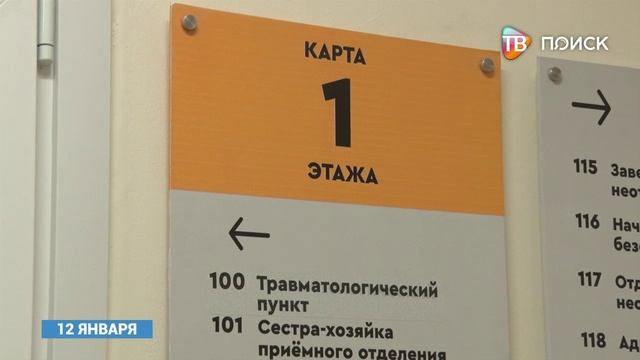 КАРТА
1
ЭТАЖА
100 Травматологический
пункт
101 Сестра-хозяйка
приёмного отделения
115
116
117
118
ТВ ПОИСК
12 ЯНВАРЯ